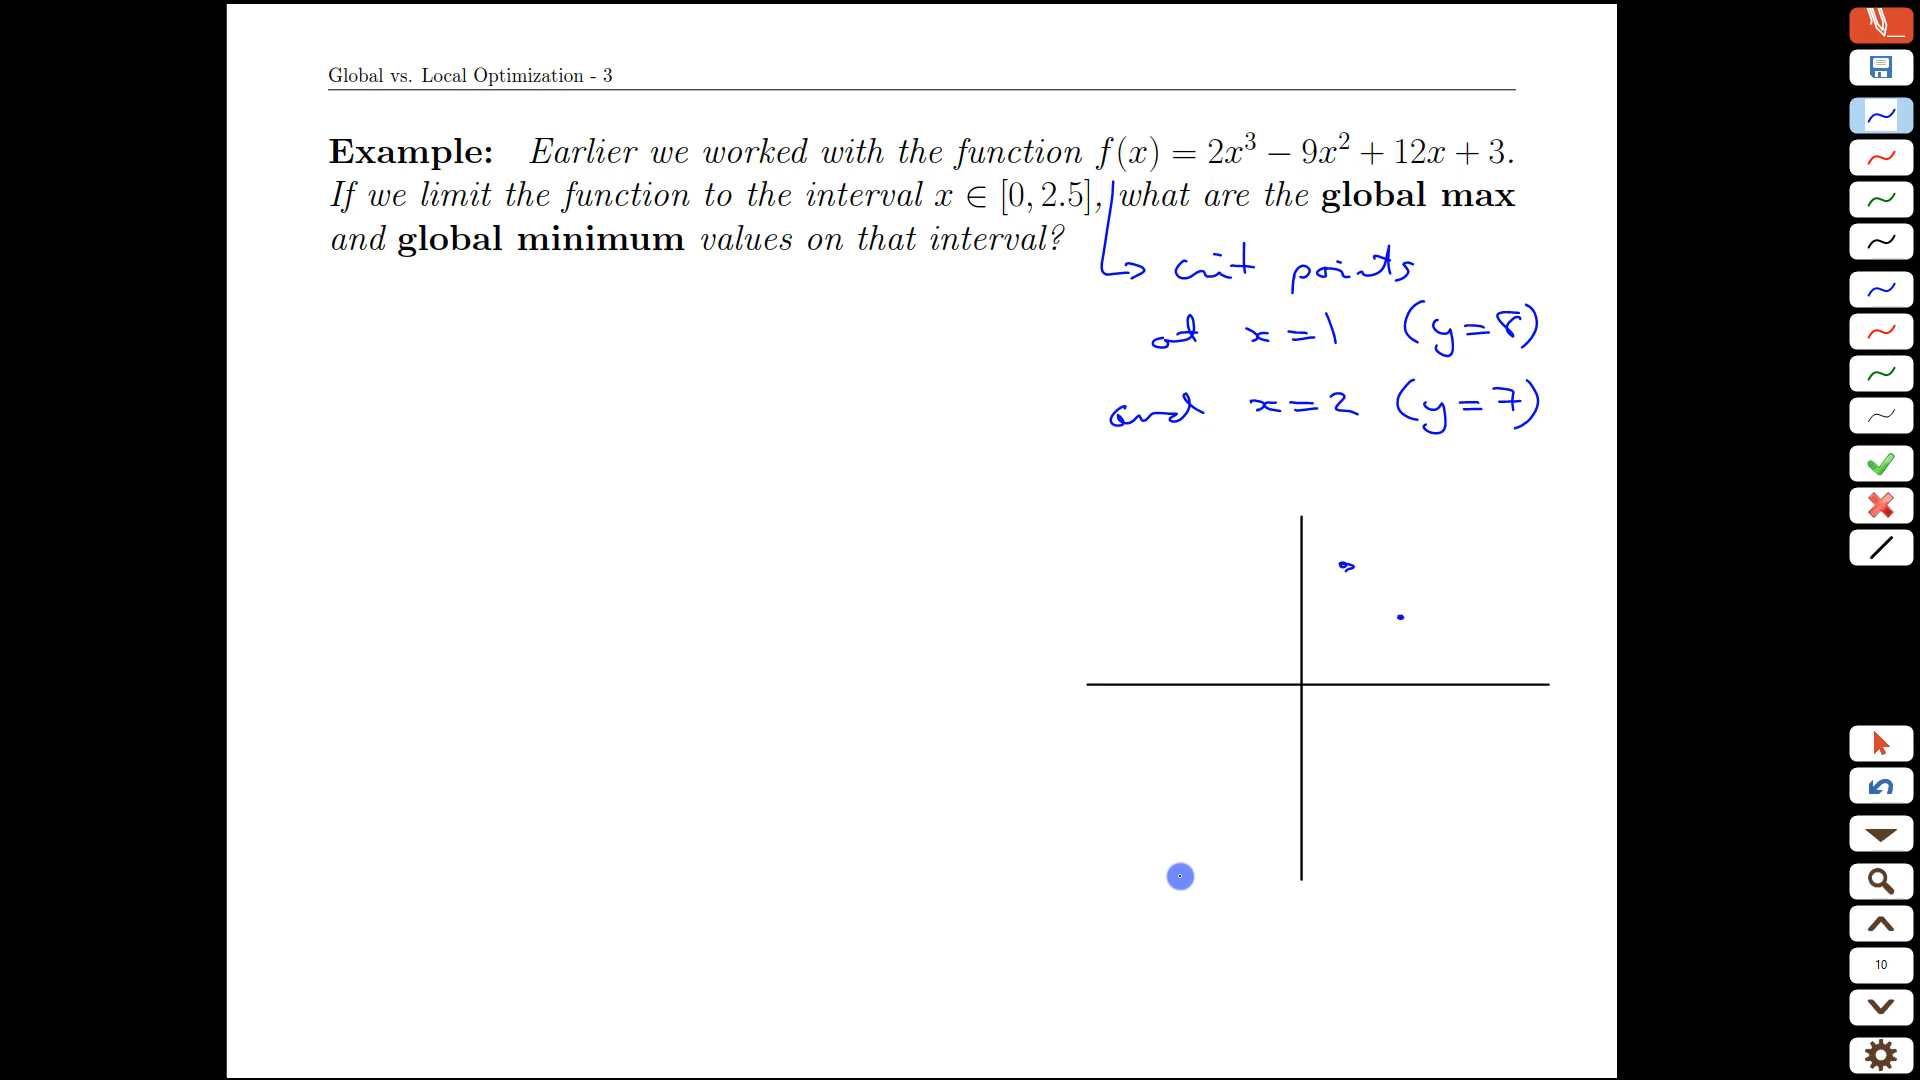 Global vs. Local Optimization - 3
Example: Earlier we worked with the function f(x) = 2x³ − 9x² + 12x + 3.
If we limit the function to the interval x ∈ [0, 2.5], what are the global max
and global minimum values on that interval?
crit points
at x = 1 (y = 8)
and x = 2 (y = 7)
10